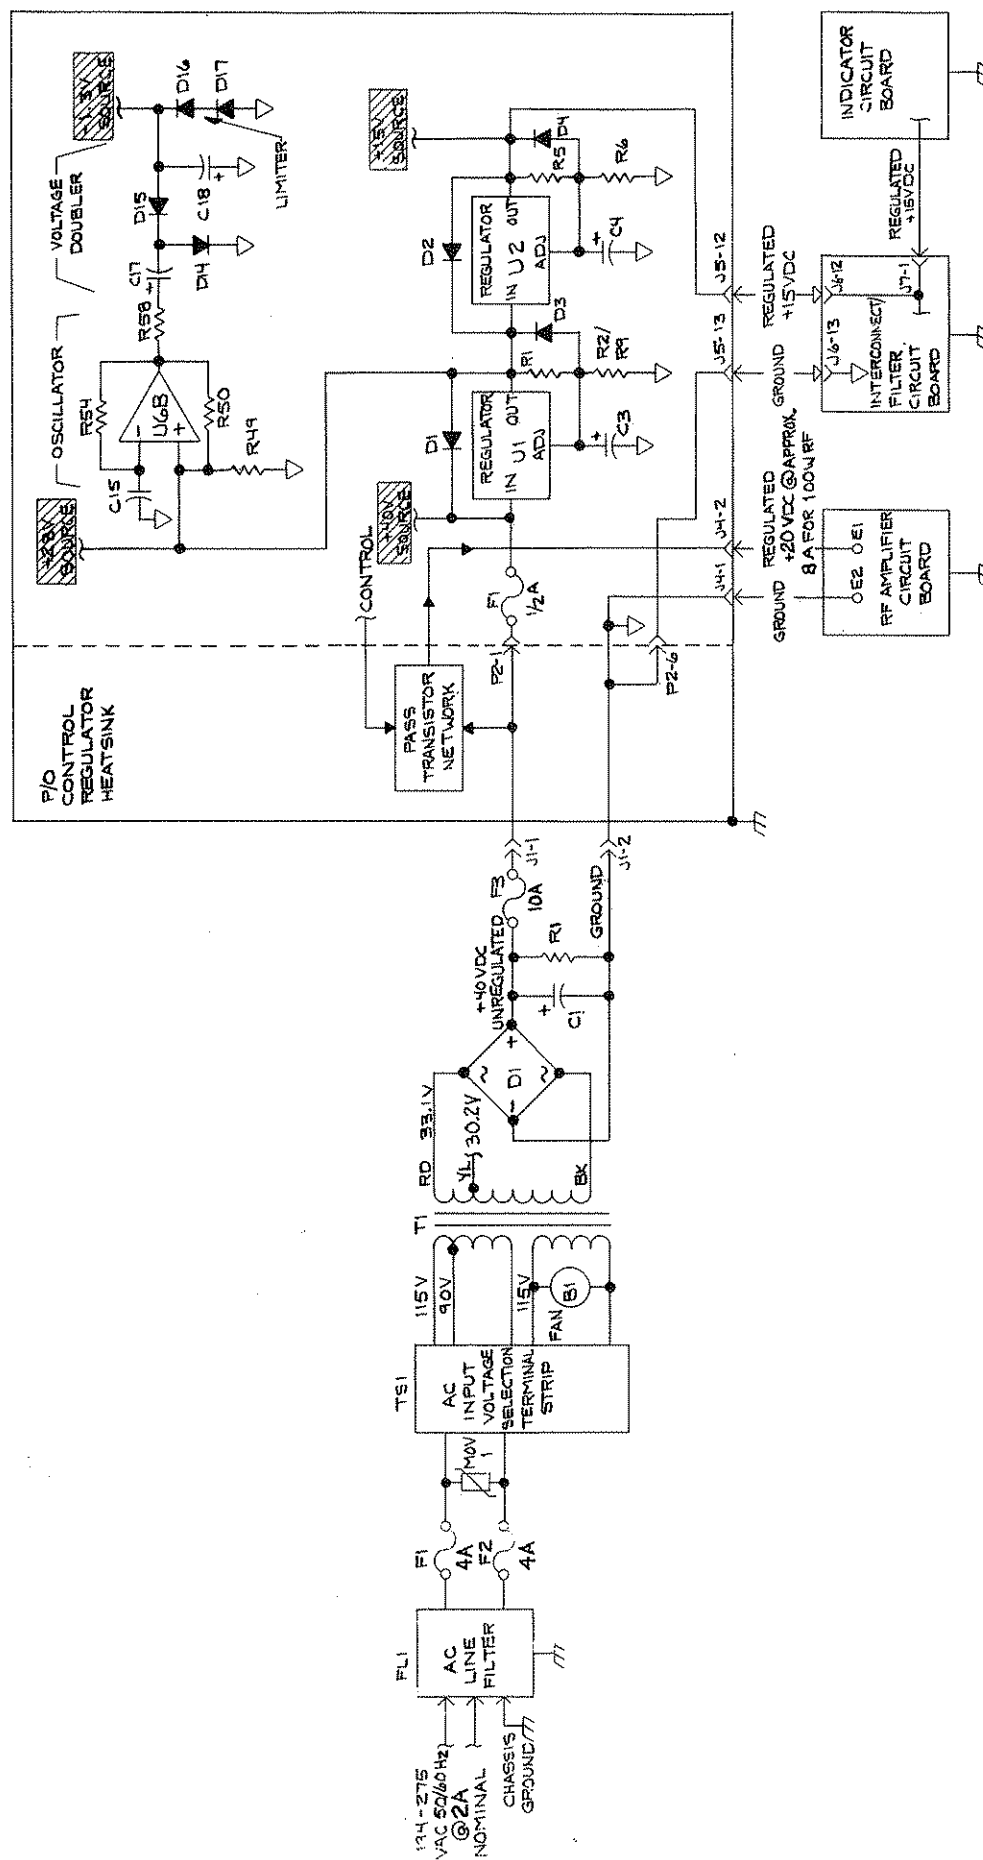 P/O
CONTROL
REGULATOR
HEATSINK
+28V
SOURCE
OSCILLATOR
VOLTAGE
DOUBLER
-1.3V
SOURCE
R54
C15
U6B
-
+
R50
R49
R58
C17
+
D15
D14
C18
+
D16
D17
LIMITER
CONTROL
PASS
TRANSISTOR
NETWORK
+40V
SOURCE
+15V
SOURCE
D1
D2
REGULATOR
IN U1 OUT
ADJ
REGULATOR
IN U2 OUT
ADJ
R1
D3
R2/
R9
+
C3
R5
D4
R6
+
C4
P2-1
F1
1/2A
P2-6
J4-1
J4-2
J5-13
J5-12
GROUND
REGULATED
+20 VDC @ APPROX.
8A FOR 100W RF
GROUND
REGULATED
+15VDC
E2
E1
RF AMPLIFIER
CIRCUIT
BOARD
J6-13
J6-12
J7-1
INTERCONNECT/
FILTER
CIRCUIT
BOARD
REGULATED
+15VDC
INDICATOR
CIRCUIT
BOARD
VAC 50/60 Hz
@ 2A
NOMINAL
CHASSIS
GROUND
FL1
AC
LINE
FILTER
F1
4A
F2
4A
MOV
1
TS1
AC
INPUT
VOLTAGE
SELECTION
TERMINAL
STRIP
115V
90V
115V
FAN
B1
T1
RD 33.1V
YL, 30.2V
BK
D1
+
-
~
~
+40VDC
UNREGULATED
+
C1
R1
F3
10A
GROUND
J1-1
J1-2